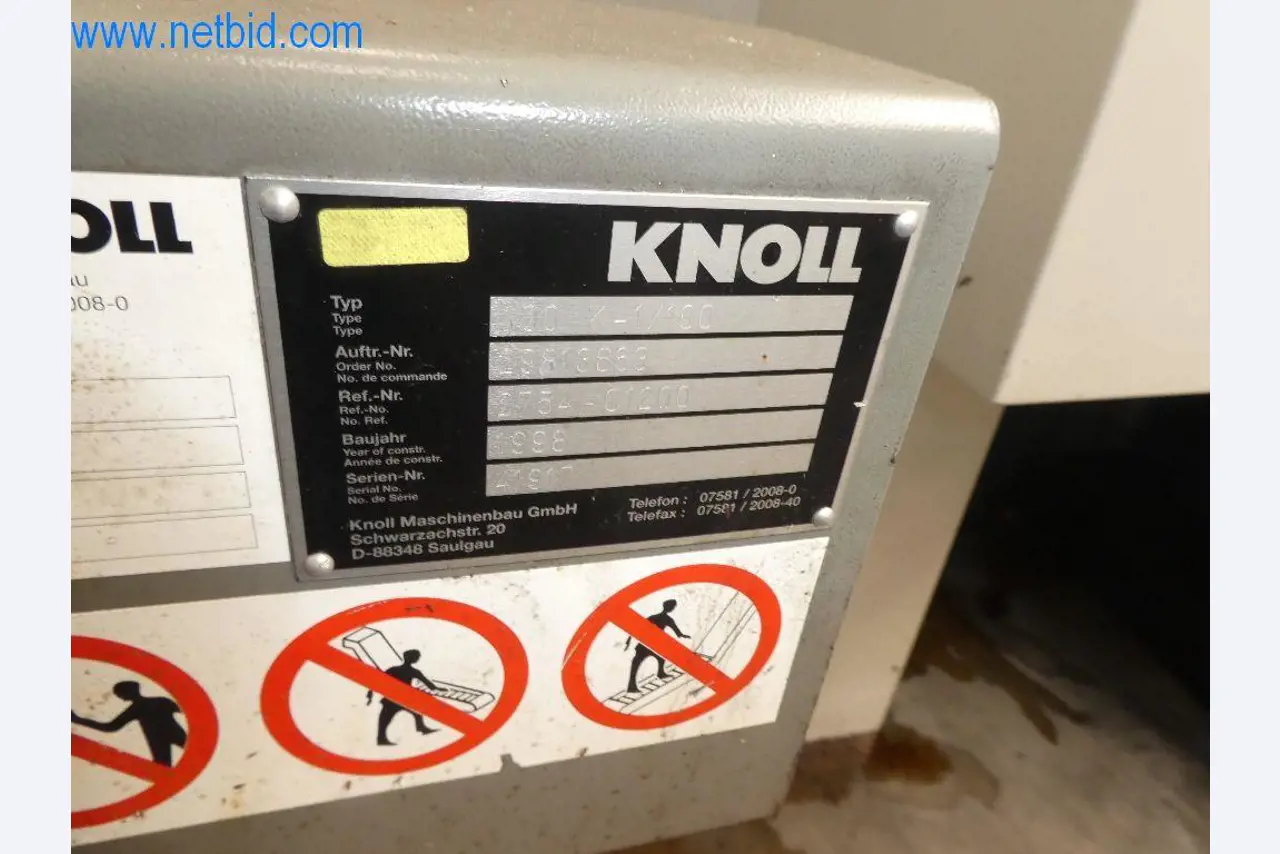 www.netbid.com
OLL
008-0
KNOLL
Typ
Type
Type
Auftr.-Nr.
Order No.
No. de commande
Ref.-Nr.
Ref.-No.
No. Ref.
Baujahr
Year of constr.
Année de constr.
1998
Serien-Nr.
Serial No.
No. de Série
Knoll Maschinenbau GmbH
Schwarzachstr. 20
D-88348 Saulgau
Telefon : 07581 / 2008-0
Telefax : 07581 / 2008-40